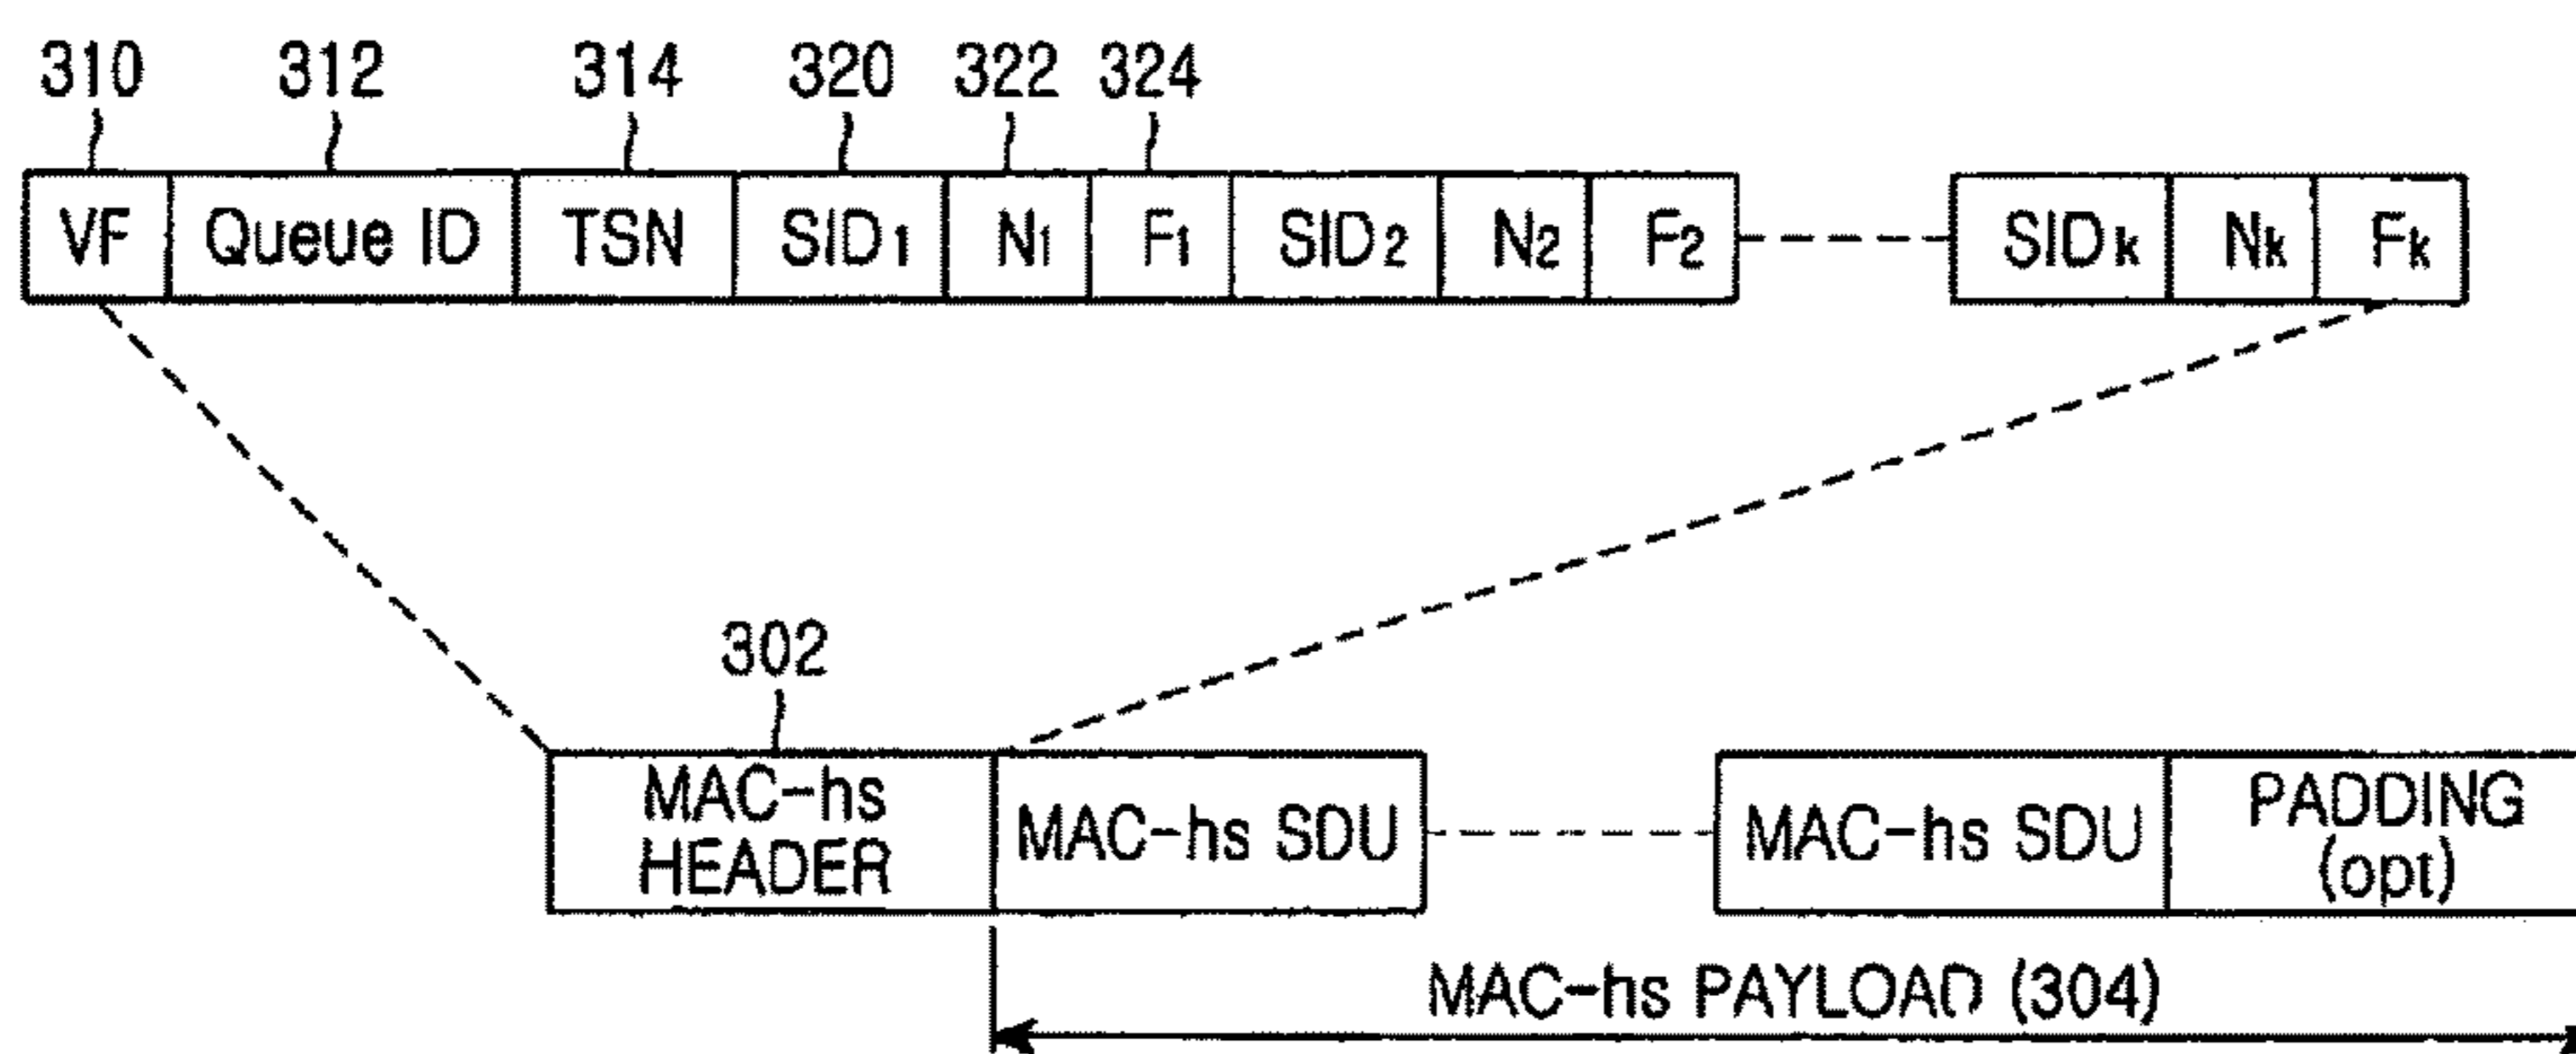 310 312 314 320 322 324
VF Queue ID TSN SID1 N1 F1 SID2 N2 F2 SIDk Nk Fk
302
MAC-hs HEADER MAC-hs SDU MAC-hs SDU PADDING (opt)
MAC-hs PAYLOAD (304)